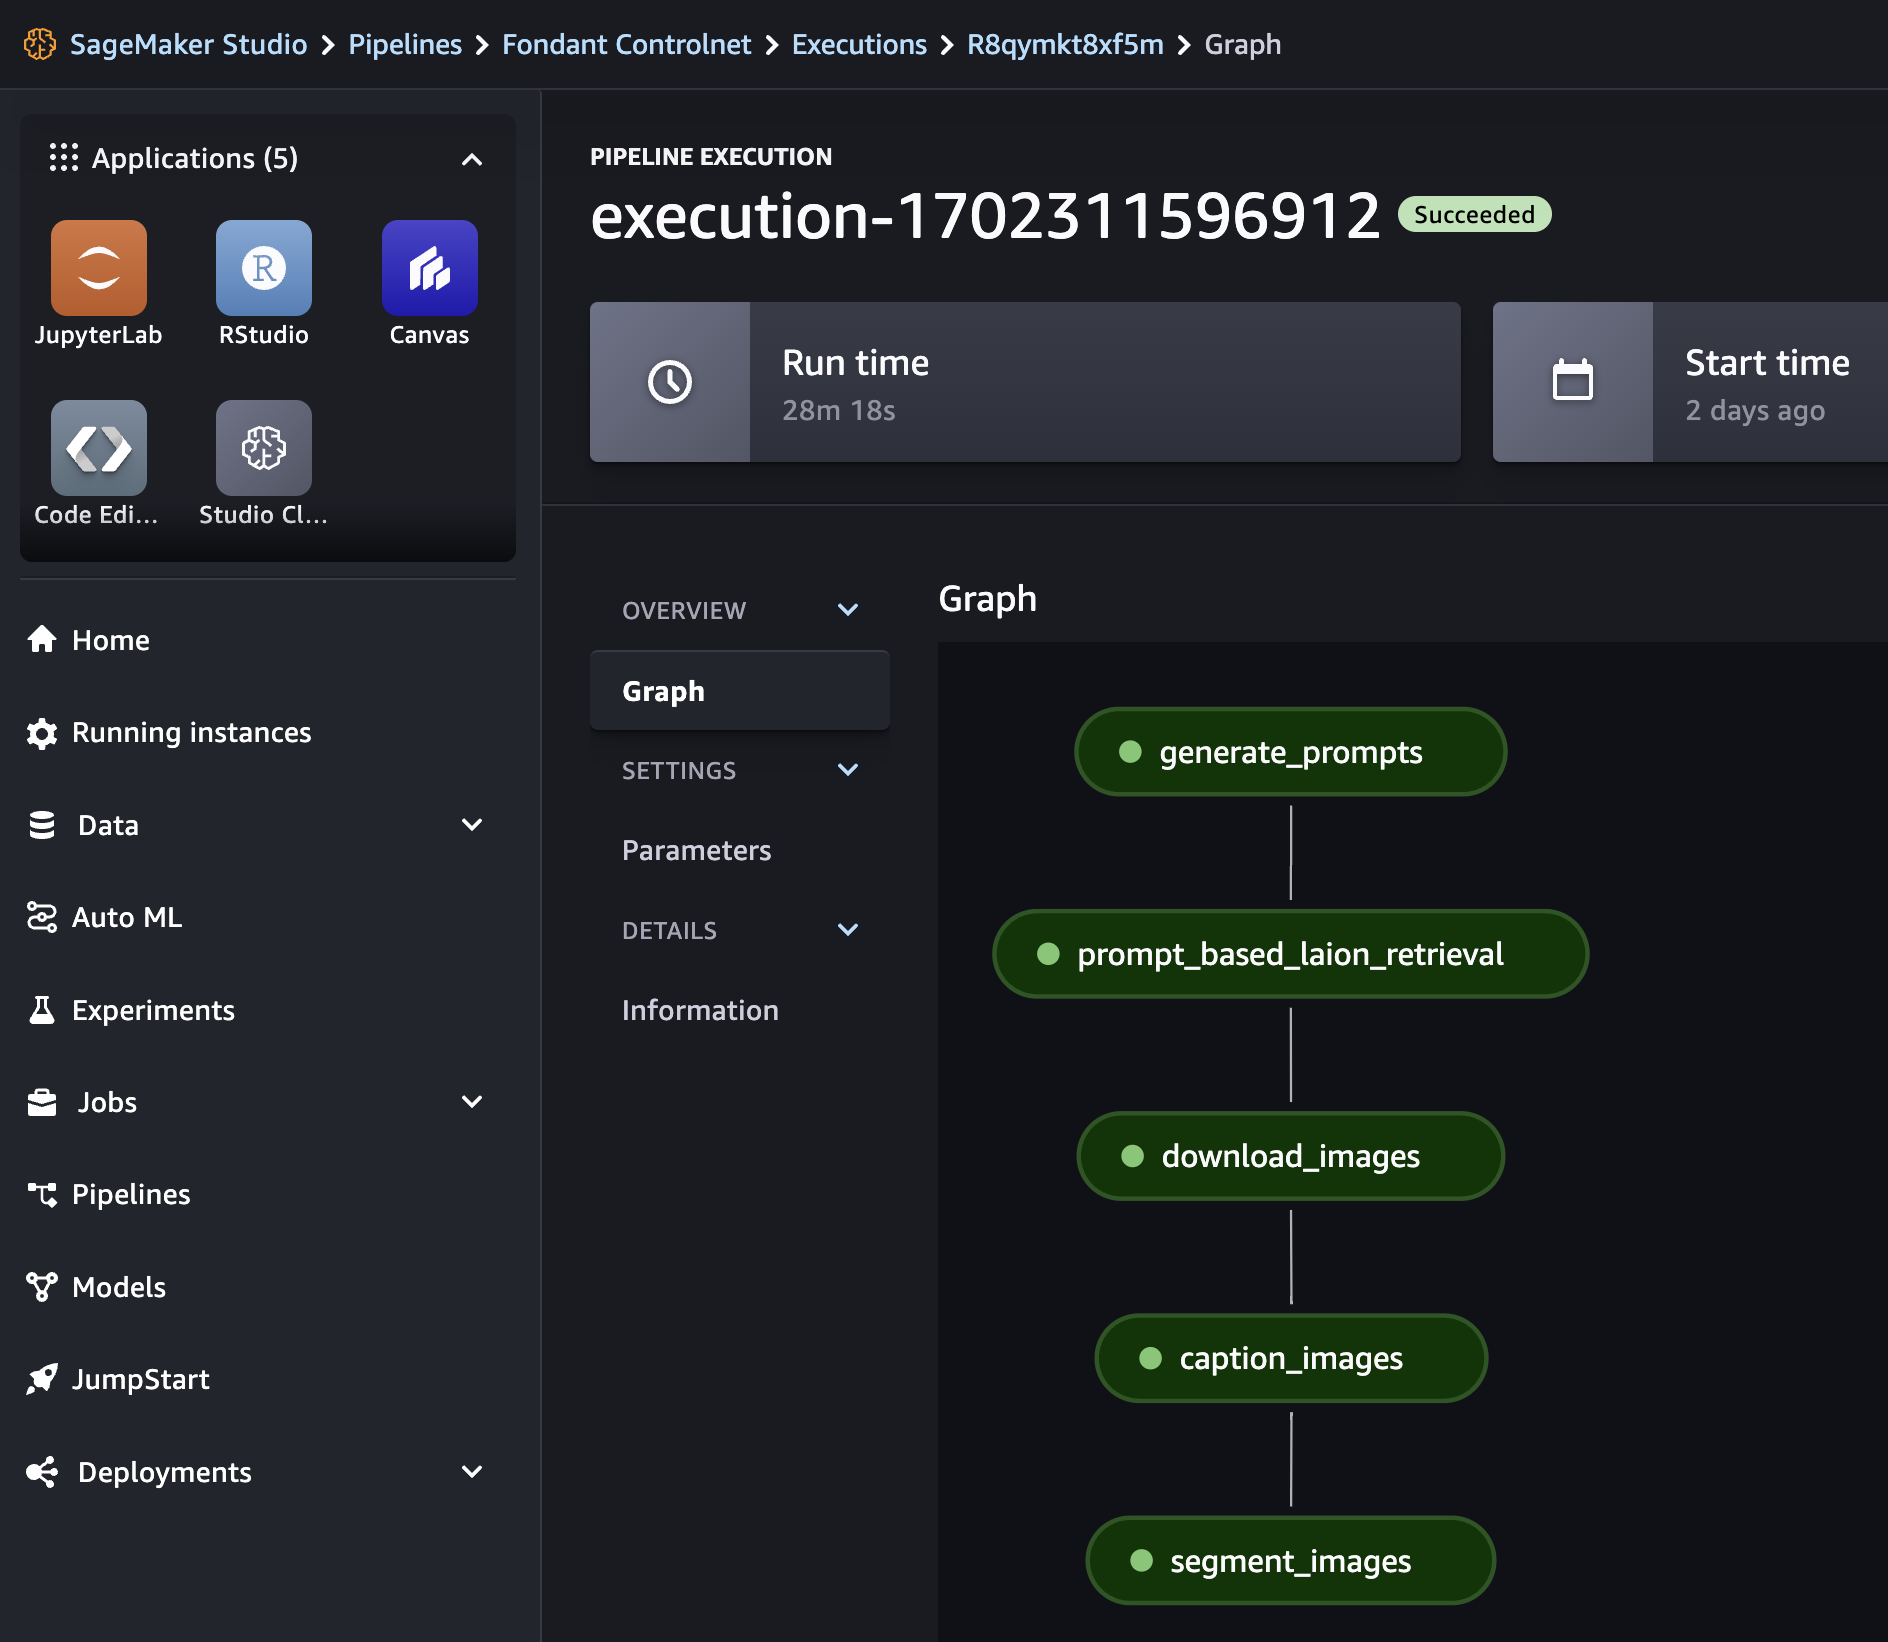 SageMaker Studio > Pipelines > Fondant Controlnet > Executions > R8qymkt8xf5m > Graph
Applications (5)
JupyterLab
R
RStudio
Canvas
Code Edi...
Studio Cl...
Home
Running instances
Data
Auto ML
Experiments
Jobs
Pipelines
Models
JumpStart
Deployments
PIPELINE EXECUTION
execution-1702311596912 Succeeded
Run time
28m 18s
Start time
2 days ago
OVERVIEW
Graph
SETTINGS
Parameters
DETAILS
Information
Graph
generate_prompts
prompt_based_laion_retrieval
download_images
caption_images
segment_images